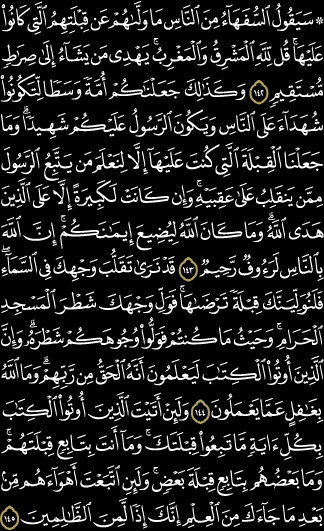 ۞ سَيَقُولُ ٱلسُّفَهَآءُ مِنَ ٱلنَّاسِ مَا وَلَّىٰهُمْ عَن قِبْلَتِهِمُ ٱلَّتِى كَانُوا۟
عَلَيْهَا ۚ قُل لِّلَّهِ ٱلْمَشْرِقُ وَٱلْمَغْرِبُ ۚ يَهْدِى مَن يَشَآءُ إِلَىٰ صِرَٰطٍ
مُّسْتَقِيمٍ ١٤٢ وَكَذَٰلِكَ جَعَلْنَٰكُمْ أُمَّةً وَسَطًا لِّتَكُونُوا۟
شُهَدَآءَ عَلَى ٱلنَّاسِ وَيَكُونَ ٱلرَّسُولُ عَلَيْكُمْ شَهِيدًا ۗ وَمَا
جَعَلْنَا ٱلْقِبْلَةَ ٱلَّتِى كُنتَ عَلَيْهَآ إِلَّا لِنَعْلَمَ مَن يَتَّبِعُ ٱلرَّسُولَ
مِمَّن يَنقَلِبُ عَلَىٰ عَقِبَيْهِ ۚ وَإِن كَانَتْ لَكَبِيرَةً إِلَّا عَلَى ٱلَّذِينَ
هَدَى ٱللَّهُ ۗ وَمَا كَانَ ٱللَّهُ لِيُضِيعَ إِيمَٰنَكُمْ ۚ إِنَّ ٱللَّهَ
بِٱلنَّاسِ لَرَءُوفٌ رَّحِيمٌ ١٤٣ قَدْ نَرَىٰ تَقَلُّبَ وَجْهِكَ فِى ٱلسَّمَآءِ ۖ
فَلَنُوَلِّيَنَّكَ قِبْلَةً تَرْضَىٰهَا ۚ فَوَلِّ وَجْهَكَ شَطْرَ ٱلْمَسْجِدِ
ٱلْحَرَامِ ۚ وَحَيْثُ مَا كُنتُمْ فَوَلُّوا۟ وُجُوهَكُمْ شَطْرَهُۥ ۗ وَإِنَّ
ٱلَّذِينَ أُوتُوا۟ ٱلْكِتَٰبَ لَيَعْلَمُونَ أَنَّهُ ٱلْحَقُّ مِن رَّبِّهِمْ ۗ وَمَا ٱللَّهُ
بِغَٰفِلٍ عَمَّا يَعْمَلُونَ ١٤٤ وَلَئِنْ أَتَيْتَ ٱلَّذِينَ أُوتُوا۟ ٱلْكِتَٰبَ
بِكُلِّ ءَايَةٍ مَّا تَبِعُوا۟ قِبْلَتَكَ ۚ وَمَآ أَنتَ بِتَابِعٍ قِبْلَتَهُمْ ۚ
وَمَا بَعْضُهُم بِتَابِعٍ قِبْلَةَ بَعْضٍ ۚ وَلَئِنِ ٱتَّبَعْتَ أَهْوَآءَهُم مِّنۢ
بَعْدِ مَا جَآءَكَ مِنَ ٱلْعِلْمِ ۙ إِنَّكَ إِذًا لَّمِنَ ٱلظَّٰلِمِينَ ١٤٥